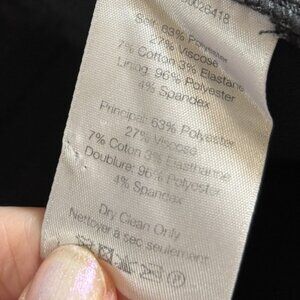 Self: 63% Polyester
27% Viscose
7% Cotton 3% Elastane
Lining: 96% Polyester
4% Spandex
Principal: 63% Polyester
27% Viscose
7% Coton 3% Elasthanne
Doublure: 96% Polyester
4% Spandex
Dry Clean Only
Nettoyer à sec seulement